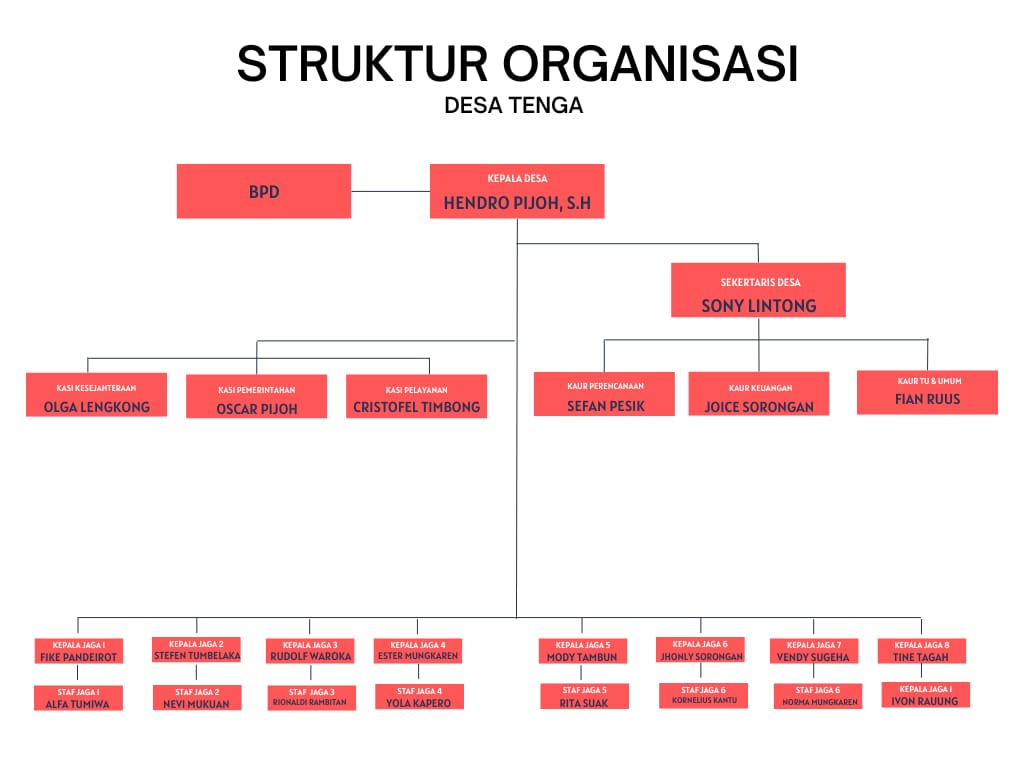 STRUKTUR ORGANISASI
DESA TENGA
BPD
KEPALA DESA
HENDRO PIJOH, S.H
SEKERTARIS DESA
SONY LINTONG
KASI KESEJAHTERAAN
OLGA LENGKONG
KASI PEMERINTAHAN
OSCAR PIJOH
KASI PELAYANAN
CRISTOFEL TIMBONG
KAUR PERENCANAAN
SEFAN PESIK
KAUR KEUANGAN
JOICE SORONGAN
KAUR TU & UMUM
FIAN RUUS
KEPALA JAGA 1
FIKE PANDEIROT
KEPALA JAGA 2
STEFEN TUMBELAKA
KEPALA JAGA 3
RUDOLF WAROKA
KEPALA JAGA 4
ESTER MUNGKAREN
KEPALA JAGA 5
MODY TAMBUN
KEPALA JAGA 6
JHONLY SORONGAN
KEPALA JAGA 7
VENDY SUGEHA
KEPALA JAGA 8
TINE TAGAH
STAF JAGA 1
ALFA TUMIWA
STAF JAGA 2
NEVI MUKUAN
STAF JAGA 3
RIONALDI RAMBITAN
STAF JAGA 4
YOLA KAPERO
STAF JAGA 5
RITA SUAK
STAF JAGA 6
KORNELIUS KANTU
STAF JAGA 6
NORMA MUNGKAREN
KEPALA JAGA 1
IVON RAUUNG